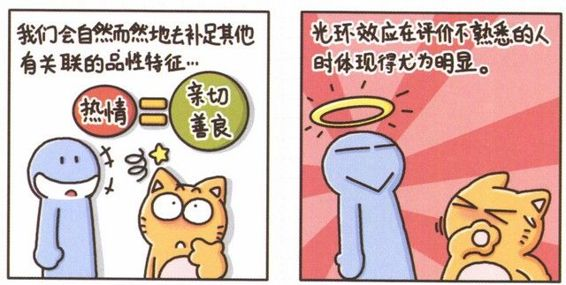 我们会自然而然地去补足其他
有关联的品性特征…
热情
=
亲切
善良
光环效应在评价不熟悉的人
时体现得尤为明显。